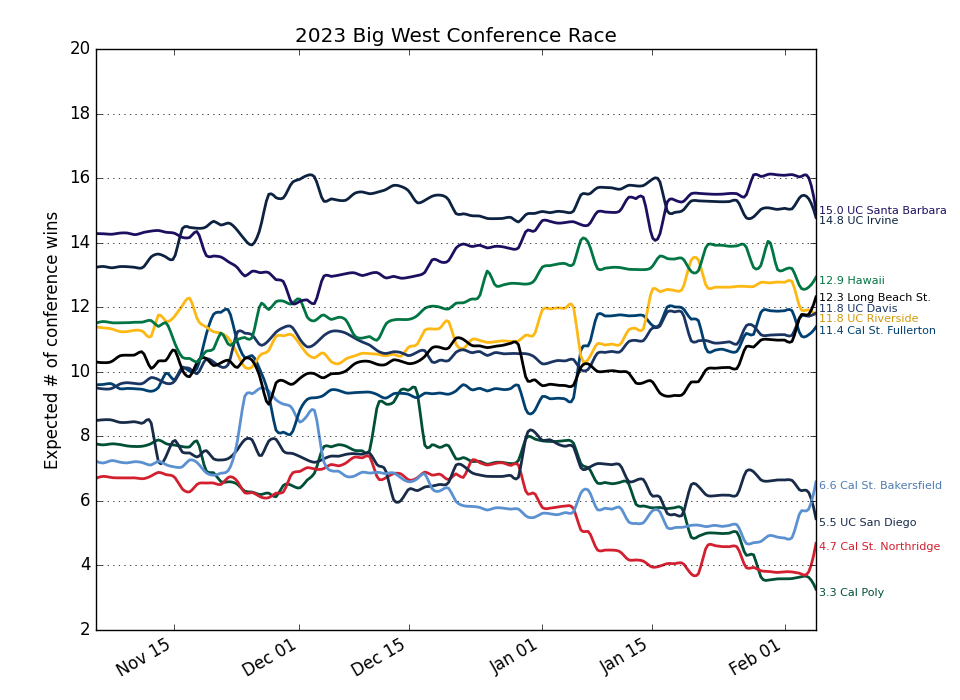 2023 Big West Conference Race
Expected # of conference wins
20
18
16
14
12
10
8
6
4
2
Nov 15
Dec 01
Dec 15
Jan 01
Jan 15
Feb 01
15.0 UC Santa Barbara
14.8 UC Irvine
12.9 Hawaii
12.3 Long Beach St.
11.8 UC Davis
11.8 UC Riverside
11.4 Cal St. Fullerton
6.6 Cal St. Bakersfield
5.5 UC San Diego
4.7 Cal St. Northridge
3.3 Cal Poly